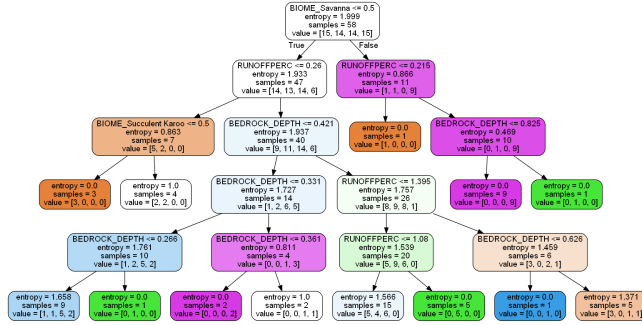 BIOME_Savanna <= 0.5
entropy = 1.999
samples = 58
value = [15, 14, 14, 15]
True
False
RUNOFFPERC <= 0.26
entropy = 1.933
samples = 47
value = [14, 13, 14, 6]
RUNOFFPERC <= 0.215
entropy = 0.866
samples = 11
value = [1, 1, 0, 9]
BIOME_Succulent Karoo <= 0.5
entropy = 0.863
samples = 7
value = [5, 2, 0, 0]
BEDROCK_DEPTH <= 0.421
entropy = 1.937
samples = 40
value = [9, 11, 14, 6]
entropy = 0.0
samples = 1
value = [1, 0, 0, 0]
BEDROCK_DEPTH <= 0.825
entropy = 0.469
samples = 10
value = [0, 1, 0, 9]
entropy = 0.0
samples = 3
value = [3, 0, 0, 0]
entropy = 1.0
samples = 4
value = [2, 2, 0, 0]
BEDROCK_DEPTH <= 0.331
entropy = 1.727
samples = 14
value = [1, 2, 6, 5]
RUNOFFPERC <= 1.395
entropy = 1.757
samples = 26
value = [8, 9, 8, 1]
entropy = 0.0
samples = 9
value = [0, 0, 0, 9]
entropy = 0.0
samples = 1
value = [0, 1, 0, 0]
BEDROCK_DEPTH <= 0.266
entropy = 1.761
samples = 10
value = [1, 2, 5, 2]
BEDROCK_DEPTH <= 0.361
entropy = 0.811
samples = 4
value = [0, 0, 1, 3]
RUNOFFPERC <= 1.08
entropy = 1.539
samples = 20
value = [5, 9, 6, 0]
BEDROCK_DEPTH <= 0.626
entropy = 1.459
samples = 6
value = [3, 0, 2, 1]
entropy = 1.658
samples = 9
value = [1, 1, 5, 2]
entropy = 0.0
samples = 1
value = [0, 1, 0, 0]
entropy = 0.0
samples = 2
value = [0, 0, 0, 2]
entropy = 1.0
samples = 2
value = [0, 0, 1, 1]
entropy = 1.566
samples = 15
value = [5, 4, 6, 0]
entropy = 0.0
samples = 5
value = [0, 5, 0, 0]
entropy = 0.0
samples = 1
value = [0, 0, 1, 0]
entropy = 1.371
samples = 5
value = [3, 0, 1, 1]